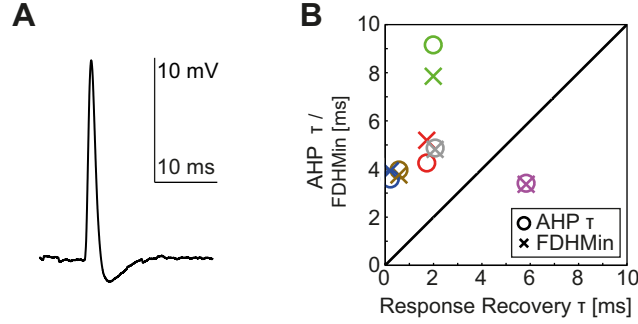 A
10 mV
10 ms
B
AHP τ /
FDHMin [ms]
10
8
6
4
2
0
AHP τ
FDHMin
0 2 4 6 8 10
Response Recovery τ [ms]